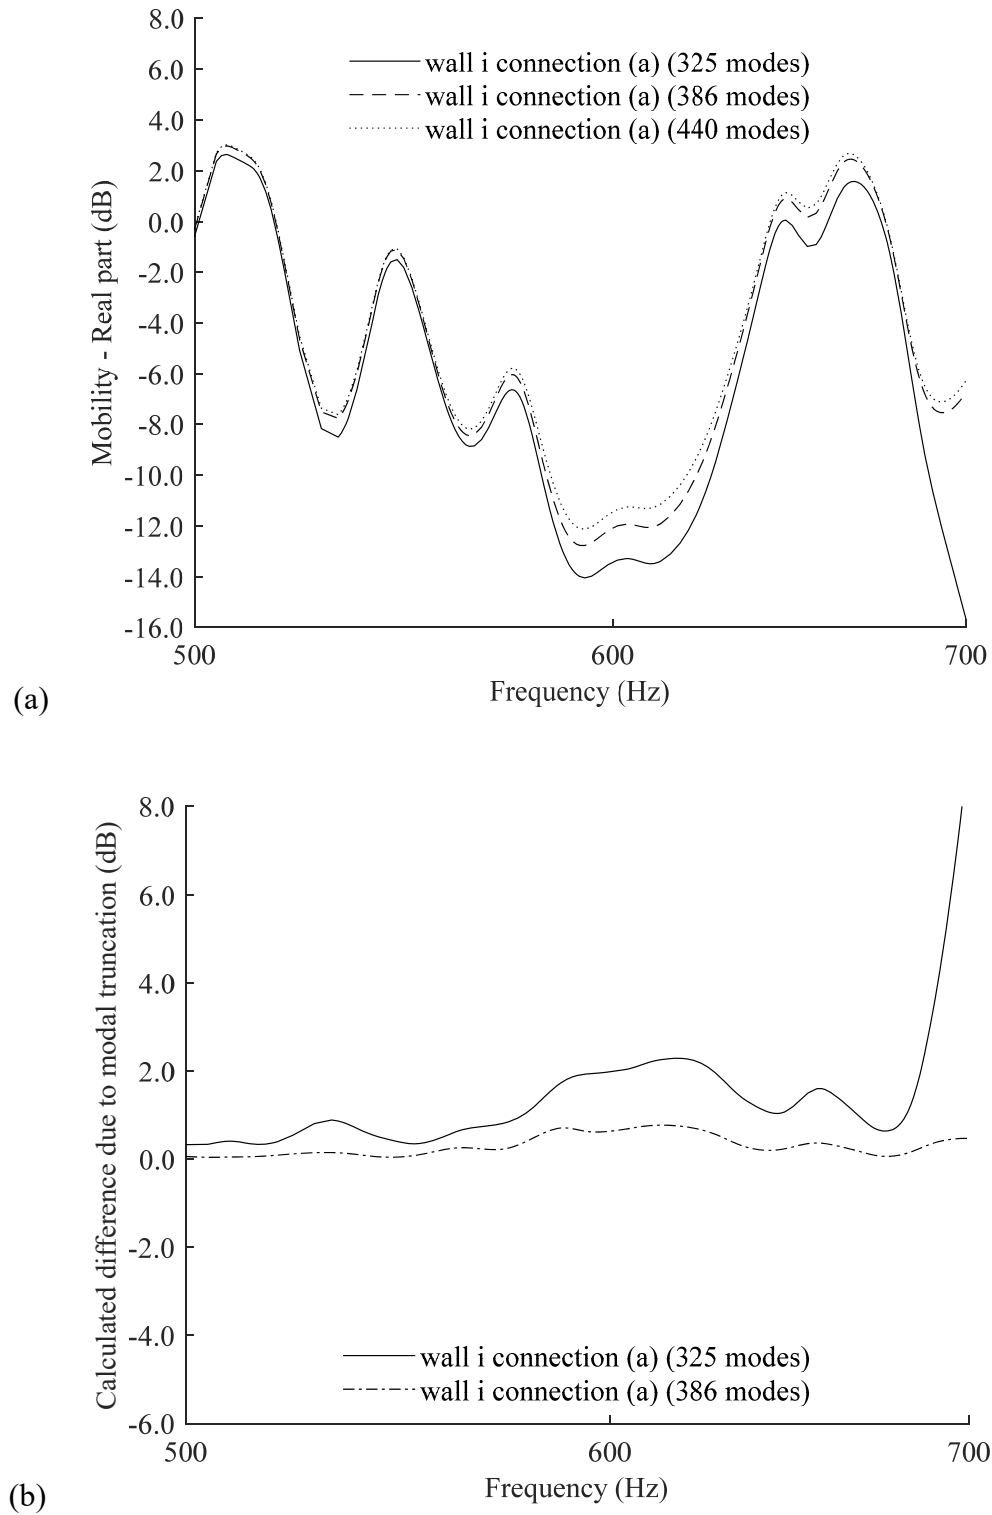 8.0
6.0
4.0
2.0
0.0
-2.0
-4.0
-6.0
-8.0
-10.0
-12.0
-14.0
-16.0
Mobility - Real part (dB)
wall i connection (a) (325 modes)
wall i connection (a) (386 modes)
wall i connection (a) (440 modes)
500 600 700
Frequency (Hz)
(a)
8.0
6.0
4.0
2.0
0.0
-2.0
-4.0
-6.0
Calculated difference due to modal truncation (dB)
wall i connection (a) (325 modes)
wall i connection (a) (386 modes)
500 600 700
Frequency (Hz)
(b)